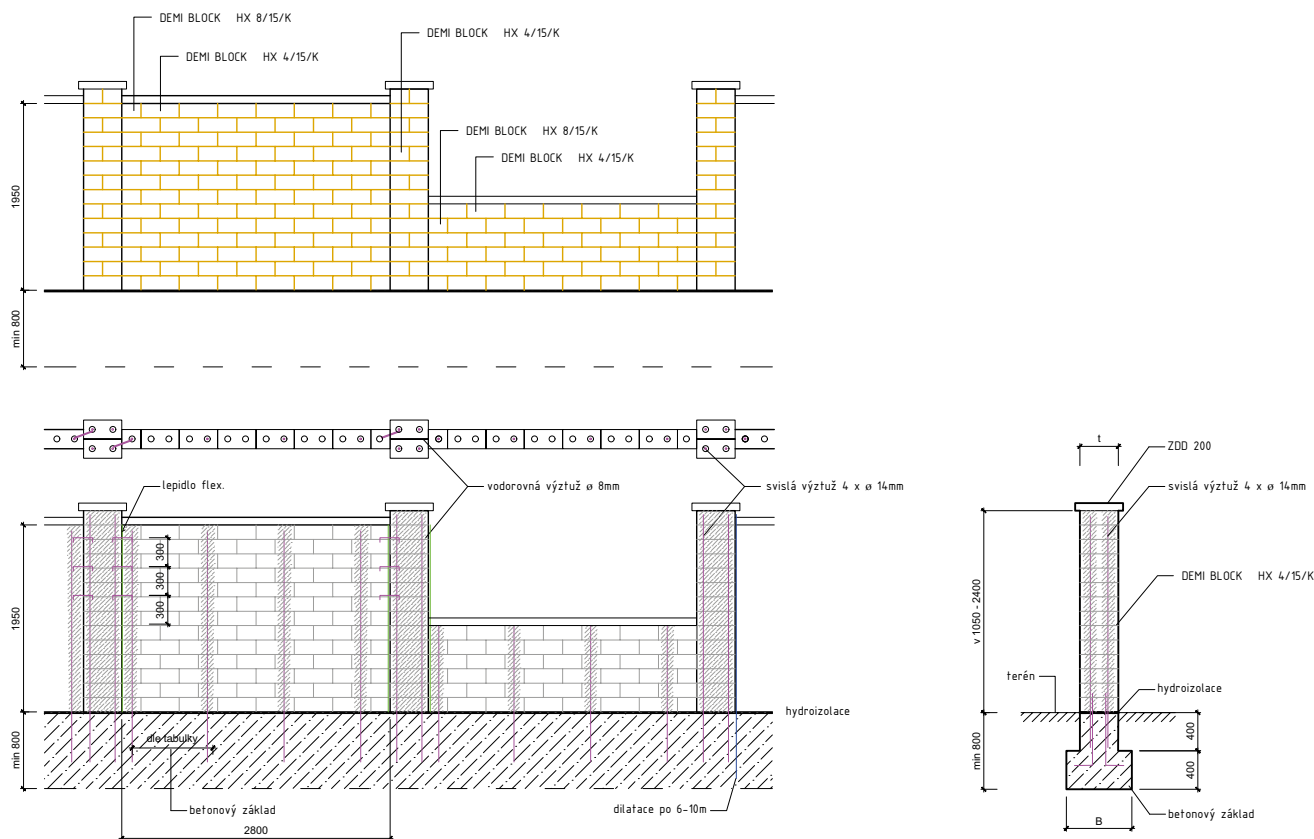 DEMI BLOCK HX 8/15/K
DEMI BLOCK HX 4/15/K
DEMI BLOCK HX 4/15/K
DEMI BLOCK HX 8/15/K
DEMI BLOCK HX 4/15/K
1950
min 800
lepidlo flex.
vodorovná výztuž ø 8mm
svislá výztuž 4 x ø 14mm
300
300
300
1950
min 800
hydroizolace
dle tabulky
betonový základ
dilatace po 6-10m
2800
t
ZDD 200
svislá výztuž 4 x ø 14mm
DEMI BLOCK HX 4/15/K
v 1050 - 2400
terén
hydroizolace
min 800
400
400
betonový základ
B